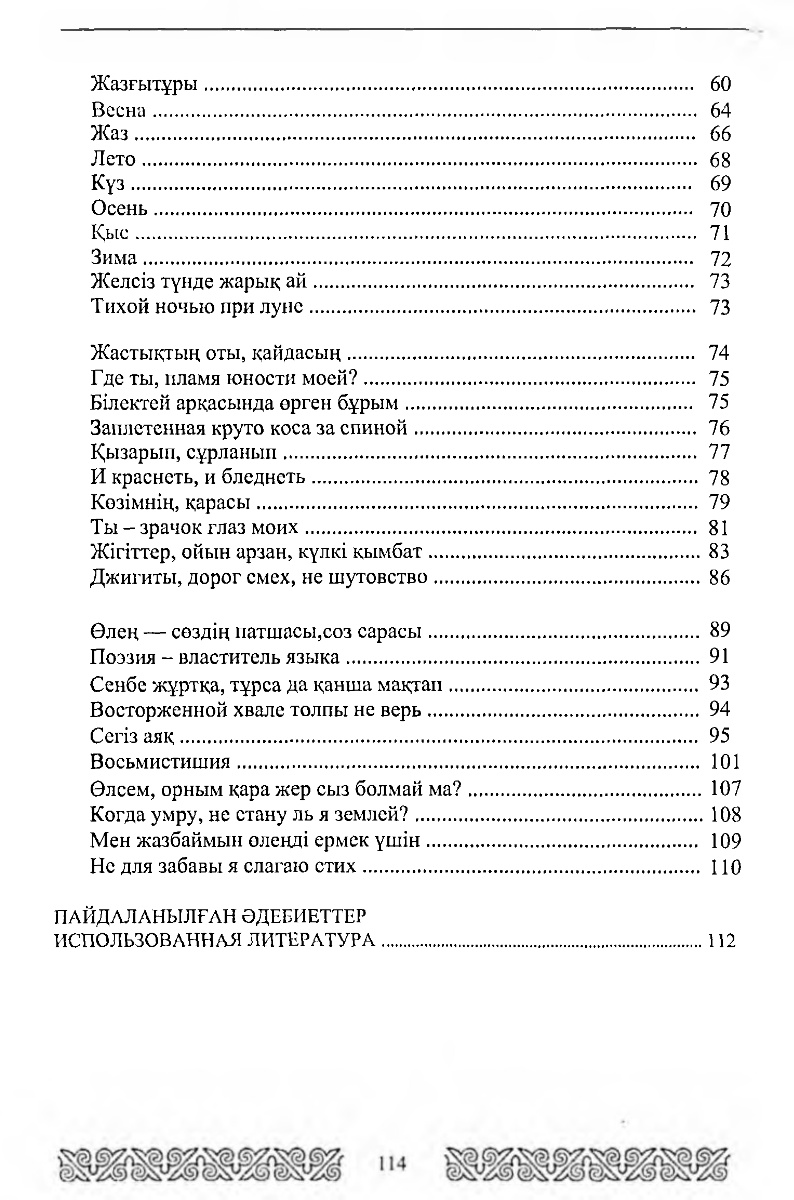 Жазғытұры ........ 60
Весна ........ 64
Жаз ........ 66
Лето ........ 68
Күз ........ 69
Осень ........ 70
Қыс ........ 71
Зима ........ 72
Желсіз түнде жарық ай ........ 73
Тихой ночью при луне ........ 73
Жастықтың оты, қайдасың ........ 74
Где ты, пламя юности моей? ........ 75
Білектей арқасында өрген бұрым ........ 75
Заплетенная круто коса за спиной ........ 76
Қызарып, сұрланып ........ 77
И краснеть, и бледнеть ........ 78
Көзімнің, қарасы ........ 79
Ты – зрачок глаз моих ........ 81
Жігіттер, ойын арзан, күлкі қымбат ........ 83
Джигиты, дорог смех, не шутовство ........ 86
Өлең — сөздің патшасы,соз сарасы ........ 89
Поэзия – властитель языка ........ 91
Сенбе жұртқа, тұрса да қанша мақтап ........ 93
Восторженной хвале толпы не верь ........ 94
Сегіз аяқ ........ 95
Восьмистишия ........ 101
Өлсем, орным қара жер сыз болмай ма? ........ 107
Когда умру, не стану ль я землей? ........ 108
Мен жазбаймын өлеңді ермек үшін ........ 109
Не для забавы я слагаю стих ........ 110
ПАЙДАЛАНЫЛҒАН ӘДЕБИЕТТЕР
ИСПОЛЬЗОВАННАЯ ЛИТЕРАТУРА ........ 112
114